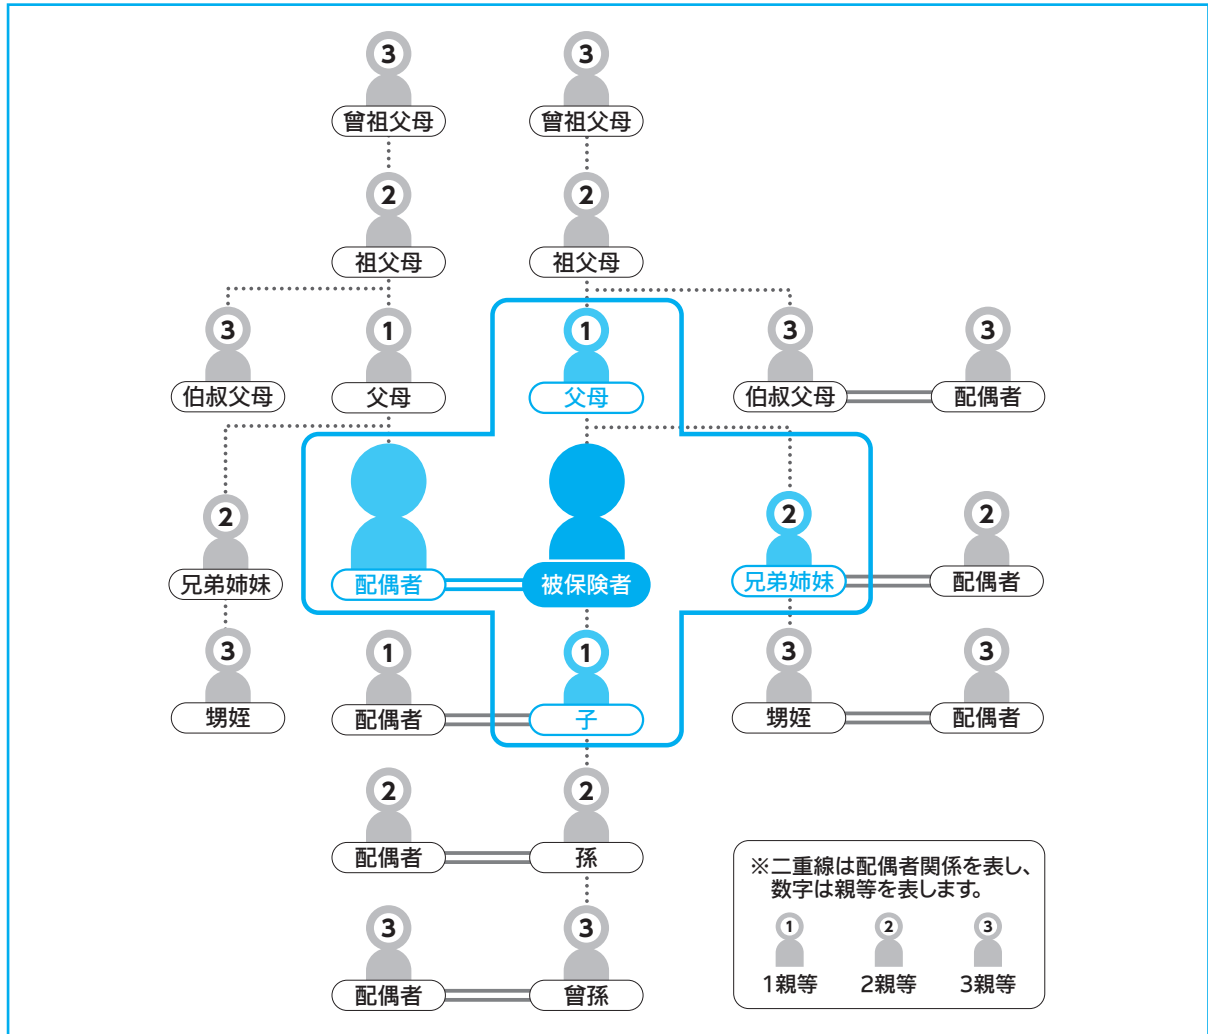 3
3
曾祖父母
曾祖父母
2
2
祖父母
祖父母
3
1
1
3
3
伯叔父母
父母
父母
伯叔父母
配偶者
2
2
2
兄弟姉妹
配偶者
被保険者
兄弟姉妹
配偶者
3
1
1
3
3
甥姪
配偶者
子
甥姪
配偶者
2
2
配偶者
孫
3
3
配偶者
曾孫
※二重線は配偶者関係を表し、
数字は親等を表します。
1
2
3
1親等
2親等
3親等